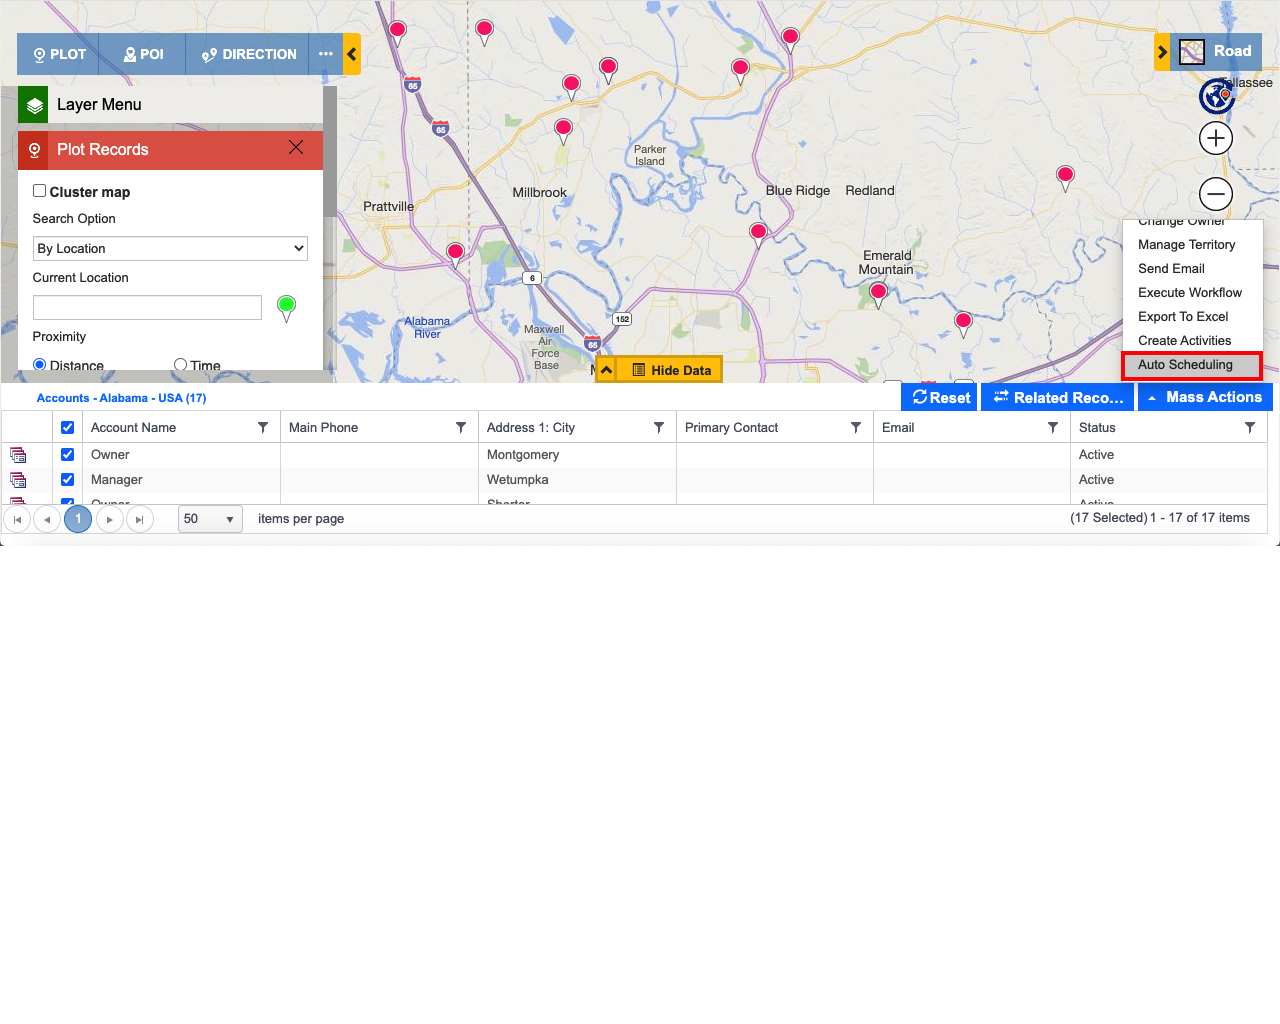 PLOT
POI
DIRECTION
Road
Tallassee
Layer Menu
Plot Records
Cluster map
Search Option
By Location
Current Location
Proximity
Distance
Time
65
65
Parker
Island
Millbrook
Prattville
Blue Ridge
Redland
Emerald
Mountain
6
152
65
Alabama
River
Maxwell
Air
Force
Base
Change Owner
Manage Territory
Send Email
Execute Workflow
Export To Excel
Create Activities
Auto Scheduling
Hide Data
Accounts - Alabama - USA (17)
Reset
Related Reco...
Mass Actions
Account Name
Main Phone
Address 1: City
Primary Contact
Email
Status
Owner
Montgomery
Active
Manager
Wetumpka
Active
Owner
Shorter
Active
1
50
items per page
(17 Selected) 1 - 17 of 17 items